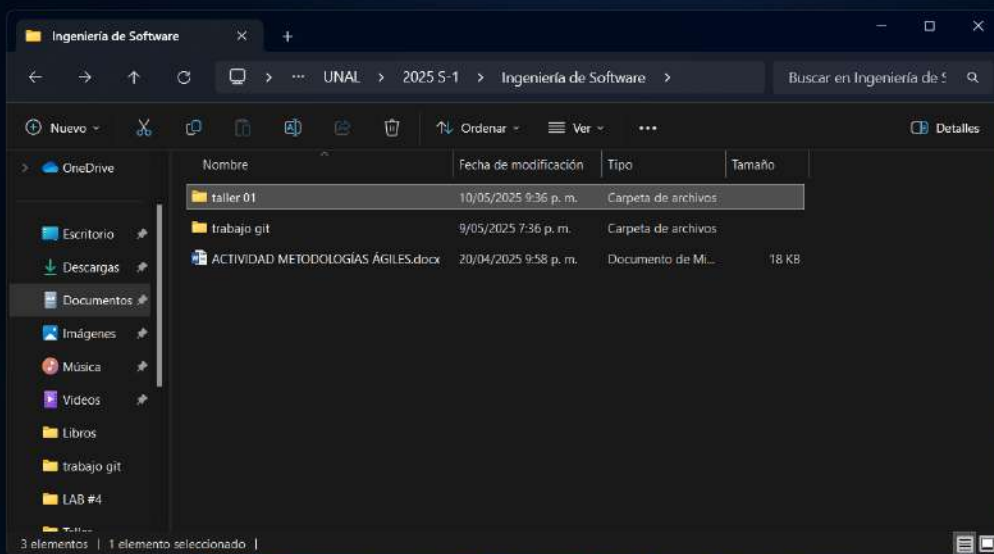 Ingeniería de Software
UNAL > 2025 S-1 > Ingeniería de Software >
Buscar en Ingeniería de S
Nuevo
Ordenar
Ver
Detalles
OneDrive
Nombre Fecha de modificación Tipo Tamaño
taller 01 10/05/2025 9:36 p. m. Carpeta de archivos
Escritorio
trabajo git 9/05/2025 7:36 p. m. Carpeta de archivos
Descargas
ACTIVIDAD METODOLOGÍAS ÁGILES.docx 20/04/2025 9:58 p. m. Documento de Mi... 18 KB
Documentos
Imágenes
Música
Videos
Libros
trabajo git
LAB #4
3 elementos | 1 elemento seleccionado |